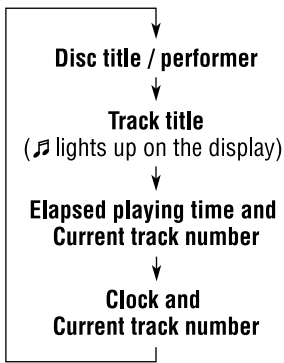 Disc title / performer
Track title
(♫ lights up on the display)
Elapsed playing time and
Current track number
Clock and
Current track number